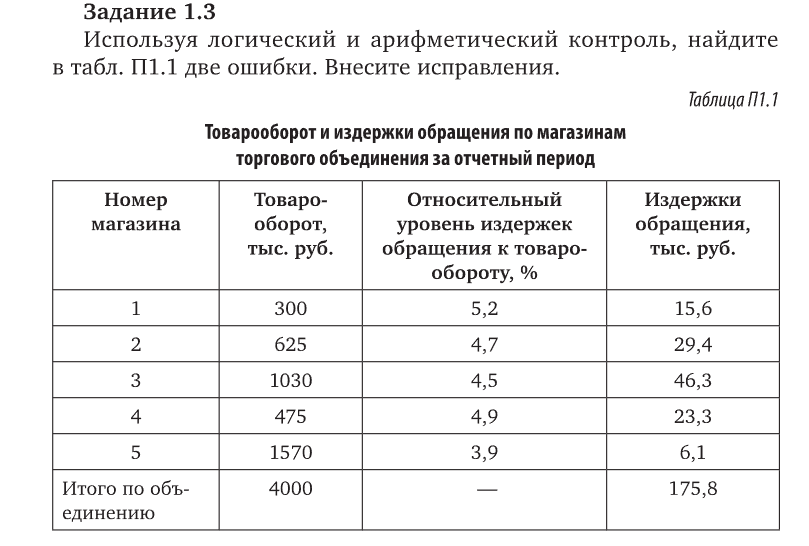 Задание 1.3
Используя логический и арифметический контроль, найдите
в табл. П1.1 две ошибки. Внесите исправления.
Таблица П1.1
Товарооборот и издержки обращения по магазинам
торгового объединения за отчетный период
Номер магазина | Товаро-оборот, тыс. руб. | Относительный уровень издержек обращения к товаро-обороту, % | Издержки обращения, тыс. руб.
1 | 300 | 5,2 | 15,6
2 | 625 | 4,7 | 29,4
3 | 1030 | 4,5 | 46,3
4 | 475 | 4,9 | 23,3
5 | 1570 | 3,9 | 6,1
Итого по объ-единению | 4000 | — | 175,8